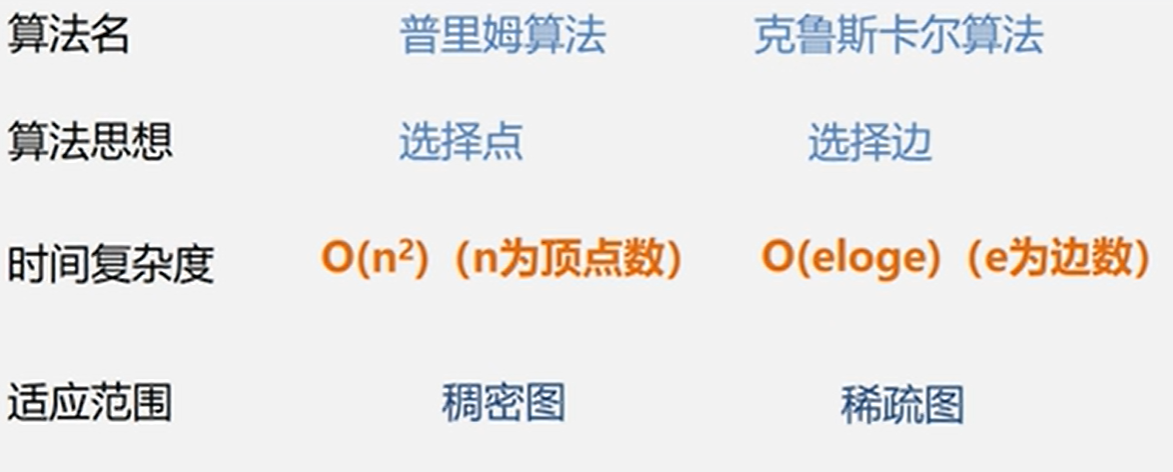 算法名 普里姆算法 克鲁斯卡尔算法
算法思想 选择点 选择边
时间复杂度 O(n²)（n为顶点数） O(eloge)（e为边数）
适应范围 稠密图 稀疏图